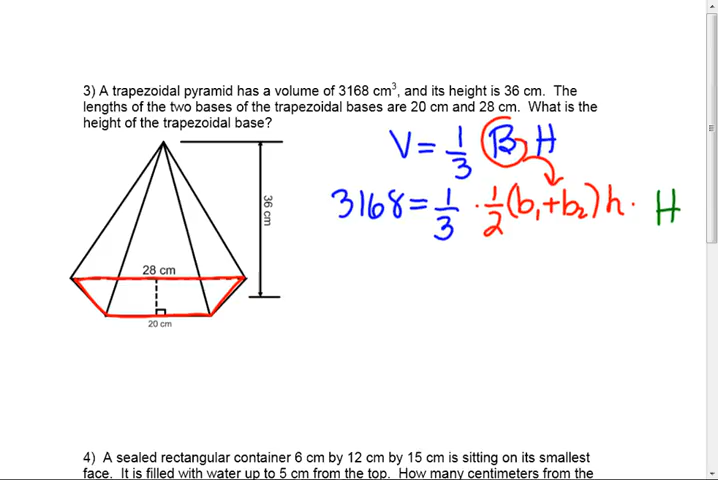 3) A trapezoidal pyramid has a volume of 3168 cm³, and its height is 36 cm. The
lengths of the two bases of the trapezoidal bases are 20 cm and 28 cm. What is the
height of the trapezoidal base?
V = 1/3 B H
3168 = 1/3 · 1/2 (b₁+b₂) h · H
36 cm
28 cm
20 cm
4) A sealed rectangular container 6 cm by 12 cm by 15 cm is sitting on its smallest
face. It is filled with water up to 5 cm from the top. How many centimeters from the